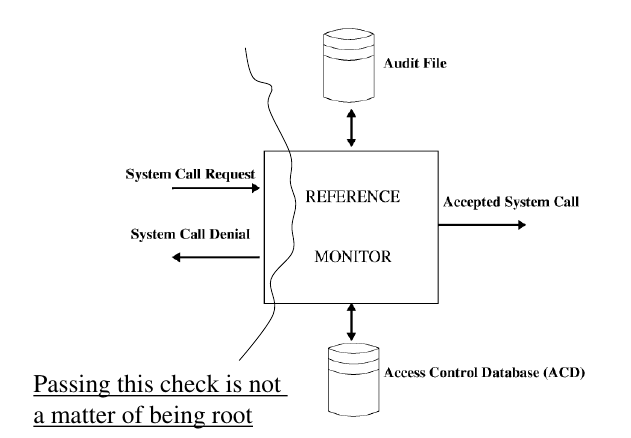 Audit File
System Call Request
REFERENCE
Accepted System Call
System Call Denial
MONITOR
Access Control Database (ACD)
Passing this check is not
a matter of being root